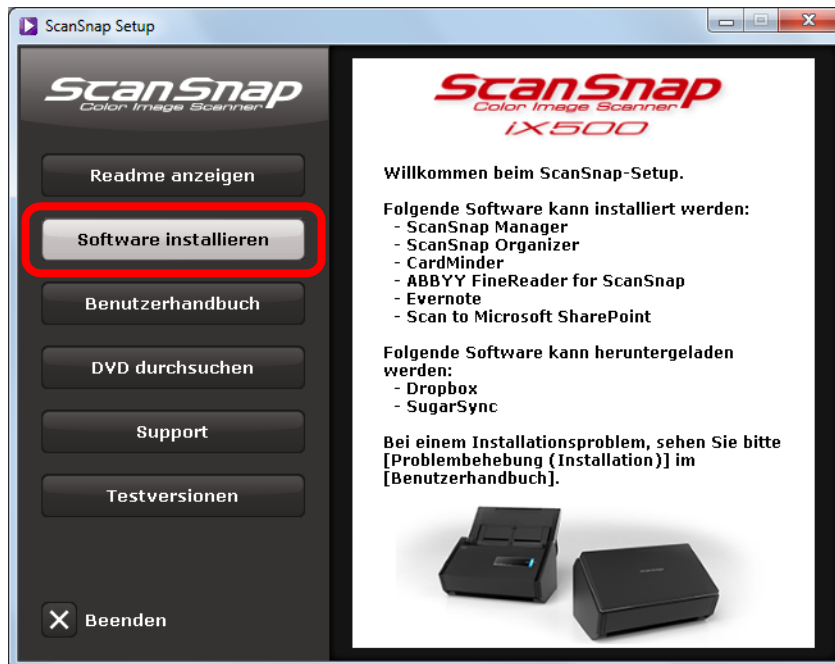 ScanSnap Setup
ScanSnap
Color Image Scanner
Readme anzeigen
Software installieren
Benutzerhandbuch
DVD durchsuchen
Support
Testversionen
Beenden
ScanSnap
Color Image Scanner
iX500
Willkommen beim ScanSnap-Setup.
Folgende Software kann installiert werden:
- ScanSnap Manager
- ScanSnap Organizer
- CardMinder
- ABBYY FineReader for ScanSnap
- Evernote
- Scan to Microsoft SharePoint
Folgende Software kann heruntergeladen
werden:
- Dropbox
- SugarSync
Bei einem Installationsproblem, sehen Sie bitte
[Problembehebung (Installation)] im
[Benutzerhandbuch].